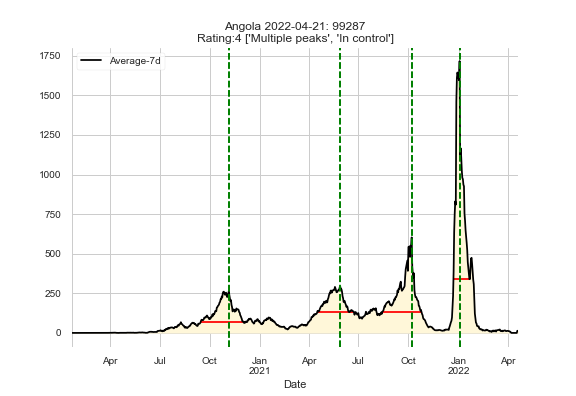 Angola 2022-04-21: 99287
Rating:4 ['Multiple peaks', 'In control']
Average-7d
1750
1500
1250
1000
750
500
250
0
Apr Jul Oct Jan Apr Jul Oct Jan Apr
2021 2022
Date